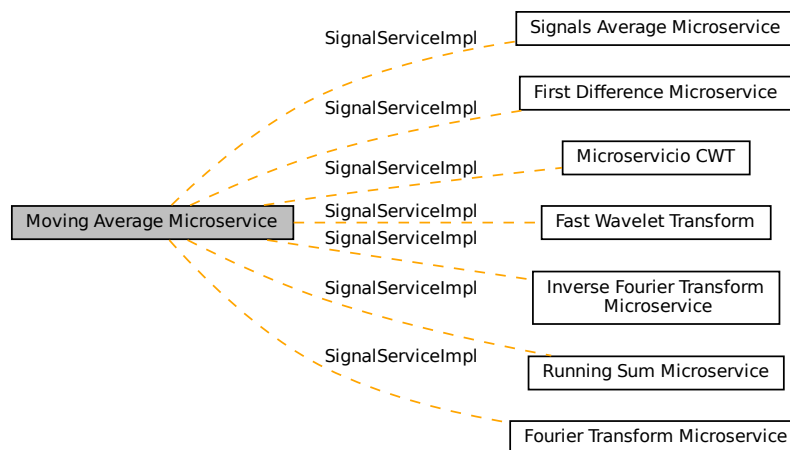 SignalServiceImpl
Signals Average Microservice
SignalServiceImpl
First Difference Microservice
SignalServiceImpl
Microservicio CWT
Moving Average Microservice
SignalServiceImpl
Fast Wavelet Transform
SignalServiceImpl
Inverse Fourier Transform
Microservice
SignalServiceImpl
Running Sum Microservice
SignalServiceImpl
Fourier Transform Microservice